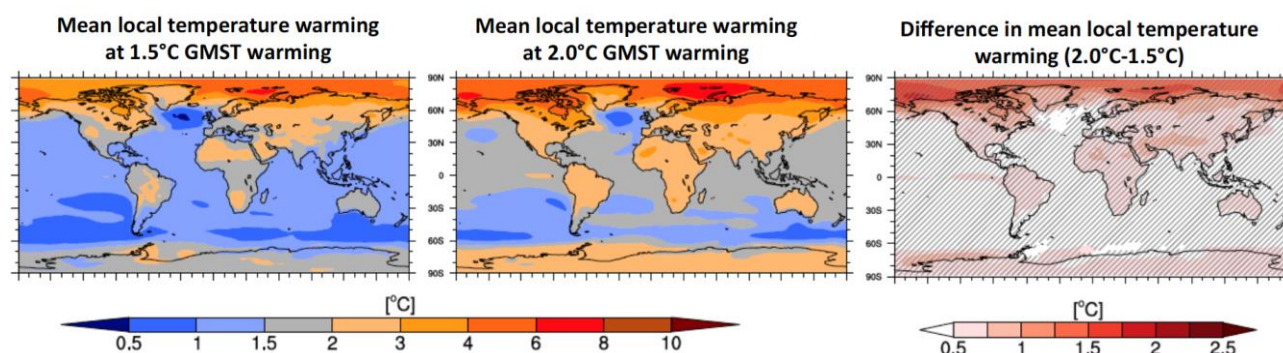 Mean local temperature warming
at 1.5°C GMST warming
Mean local temperature warming
at 2.0°C GMST warming
Difference in mean local temperature
warming (2.0°C-1.5°C)
90N
60N
30N
0
30S
60S
90S
90N
60N
30N
0
30S
60S
90S
[°C]
0.5 1 1.5 2 3 4 6 8 10
[°C]
0.5 1 1.5 2 2.5